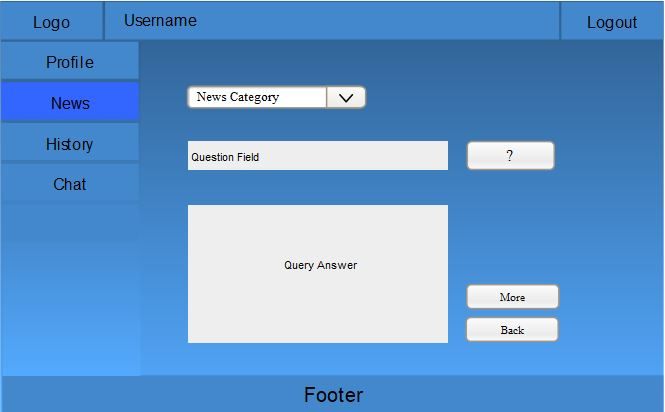 Logo
Username
Logout
Profile
News
History
Chat
News Category
Question Field
?
Query Answer
More
Back
Footer